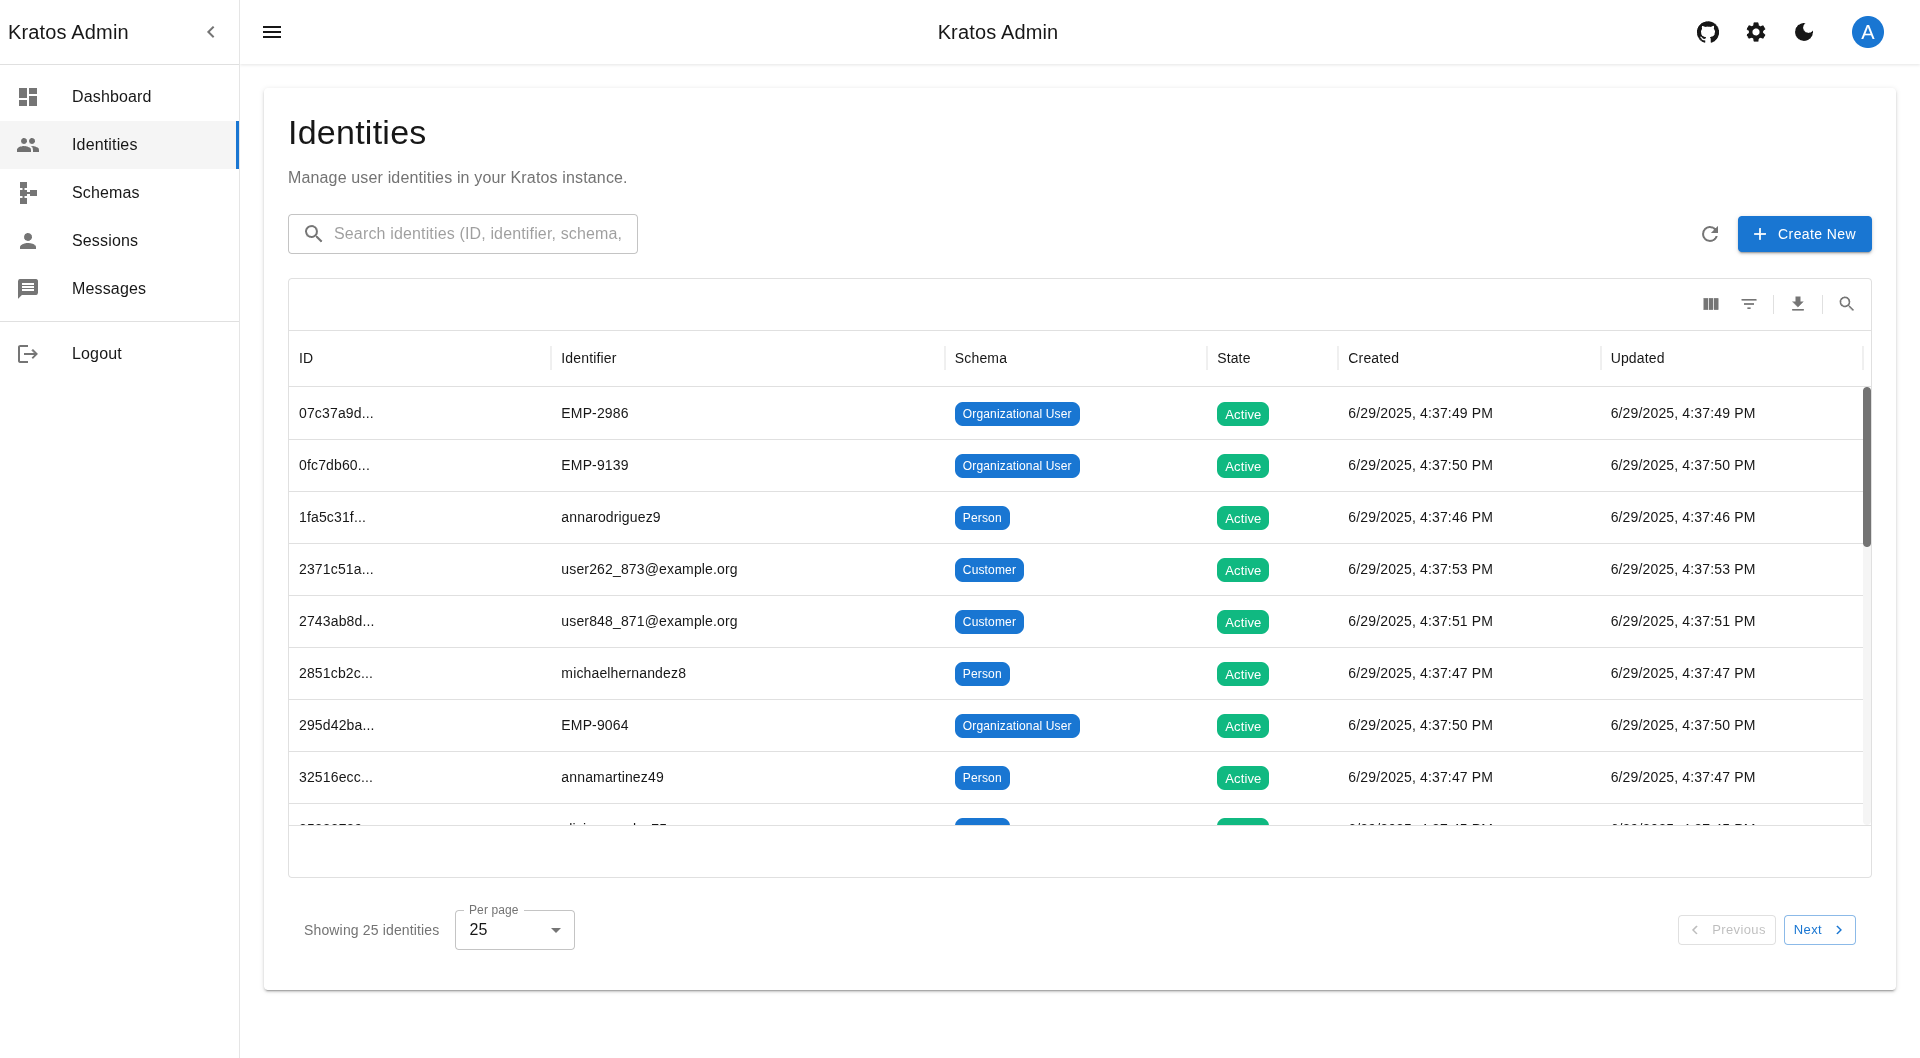 Kratos Admin
Kratos Admin
A
Dashboard
Identities
Schemas
Sessions
Messages
Logout
Identities
Manage user identities in your Kratos instance.
Search identities (ID, identifier, schema,
Create New
ID Identifier Schema State Created Updated
07c37a9d... EMP-2986 Organizational User Active 6/29/2025, 4:37:49 PM 6/29/2025, 4:37:49 PM
0fc7db60... EMP-9139 Organizational User Active 6/29/2025, 4:37:50 PM 6/29/2025, 4:37:50 PM
1fa5c31f... annarodriguez9 Person Active 6/29/2025, 4:37:46 PM 6/29/2025, 4:37:46 PM
2371c51a... user262_873@example.org Customer Active 6/29/2025, 4:37:53 PM 6/29/2025, 4:37:53 PM
2743ab8d... user848_871@example.org Customer Active 6/29/2025, 4:37:51 PM 6/29/2025, 4:37:51 PM
2851cb2c... michaelhernandez8 Person Active 6/29/2025, 4:37:47 PM 6/29/2025, 4:37:47 PM
295d42ba... EMP-9064 Organizational User Active 6/29/2025, 4:37:50 PM 6/29/2025, 4:37:50 PM
32516ecc... annamartinez49 Person Active 6/29/2025, 4:37:47 PM 6/29/2025, 4:37:47 PM
Showing 25 identities
Per page
25
Previous
Next